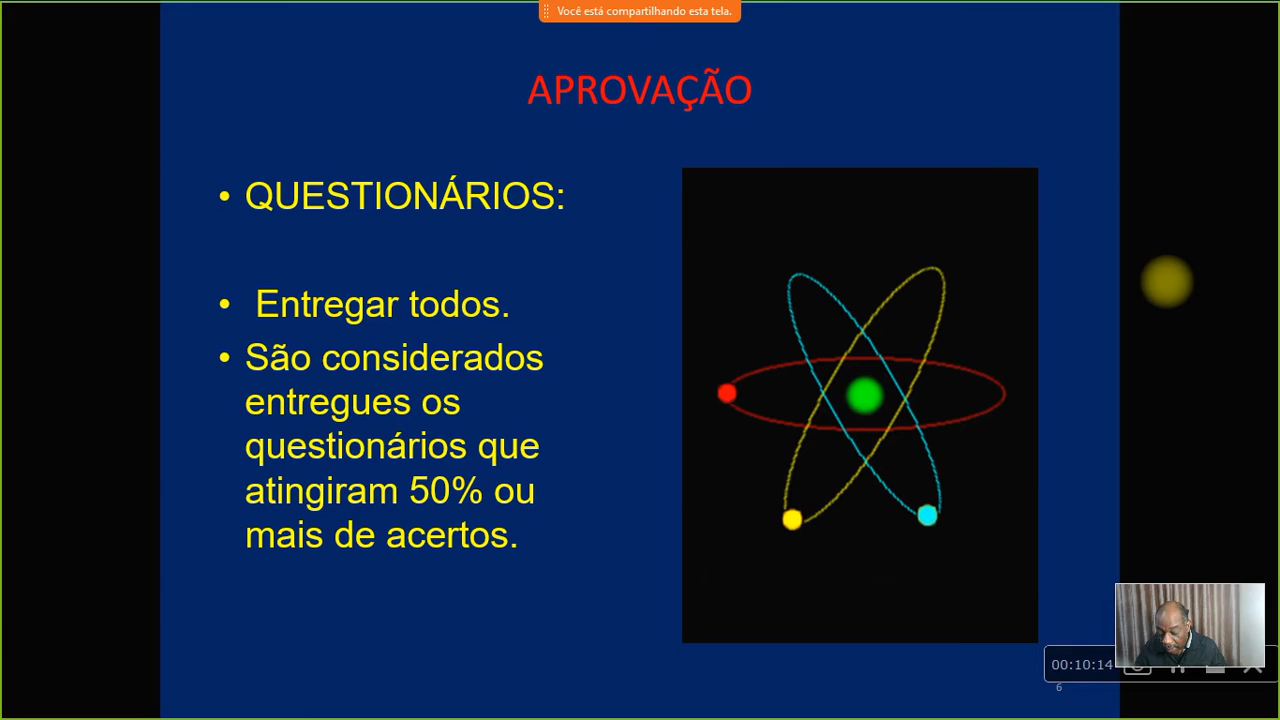 Você está compartilhando esta tela.
APROVAÇÃO
• QUESTIONÁRIOS:
• Entregar todos.
• São considerados
entregues os
questionários que
atingiram 50% ou
mais de acertos.
00:10:14
6